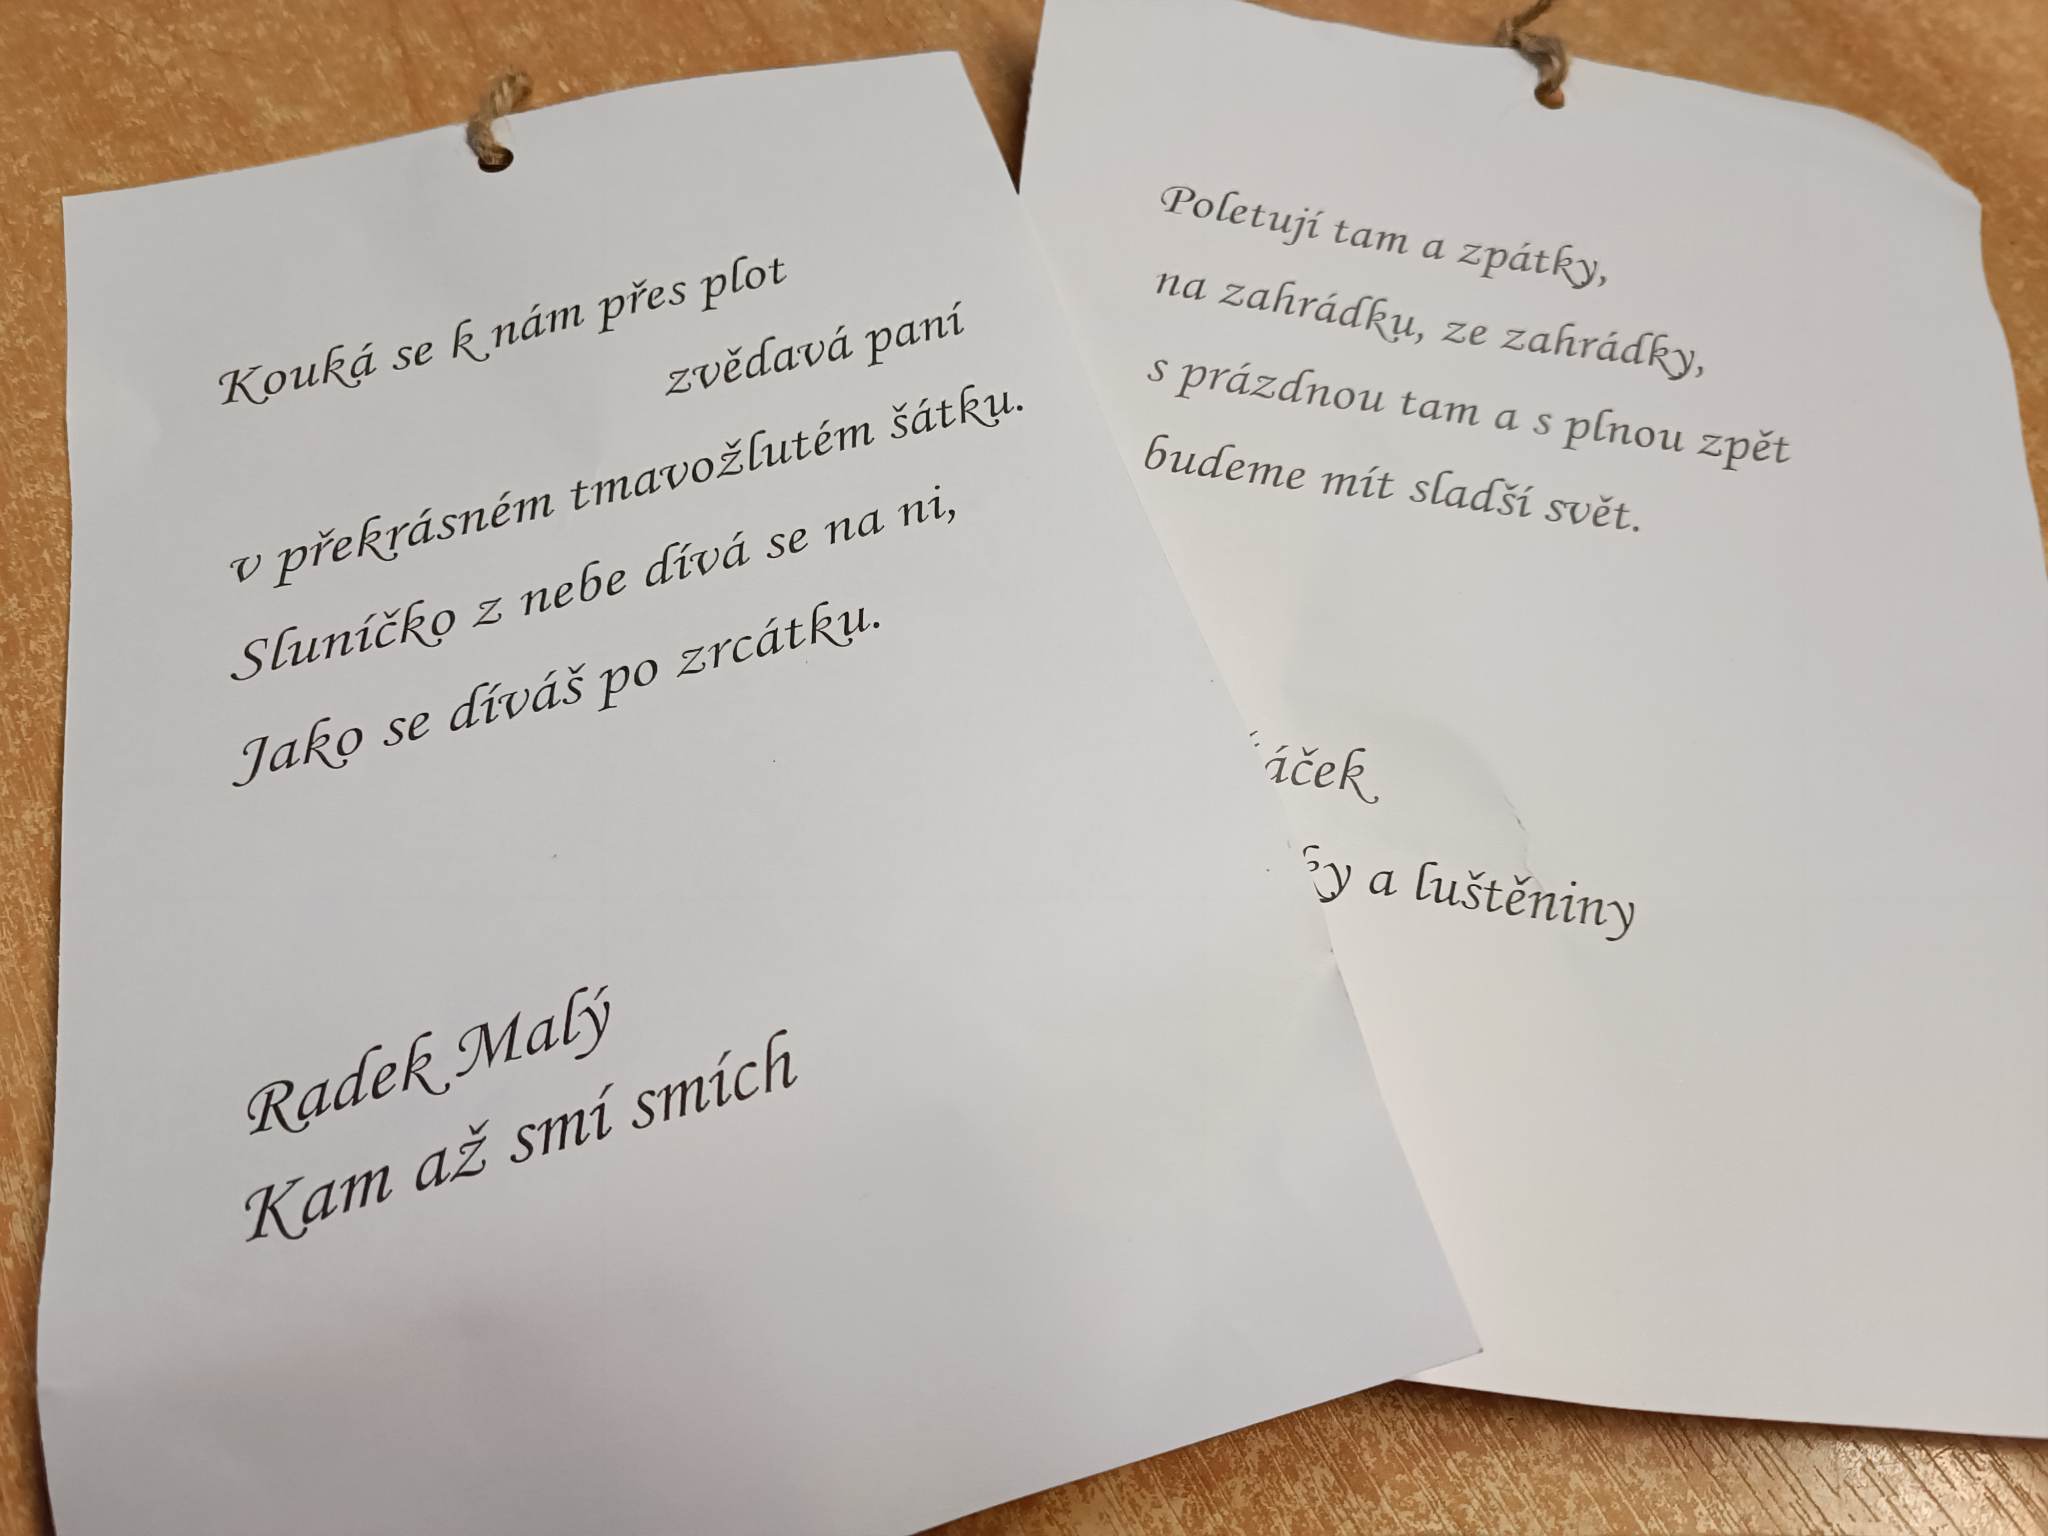 Kouká se k nám přes plot
zvědavá paní
v překrásném tmavožlutém šátku.
Sluníčko z nebe dívá se na ni,
Jako se díváš po zrcátku.
Radek Malý
Kam až smí smích
Poletují tam a zpátky,
na zahrádku, ze zahrádky,
s prázdnou tam a s plnou zpět
budeme mít sladší svět.
a luštěniny